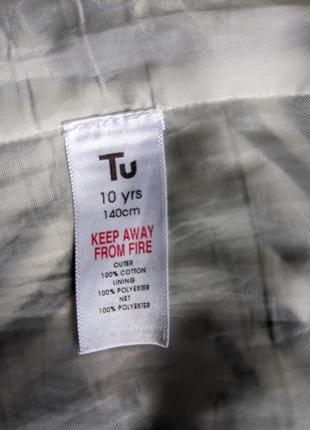 Tu
10 yrs
140cm
KEEP AWAY
FROM FIRE
OUTER
100% COTTON
LINING
100% POLYESTER
NET
100% POLYESTER